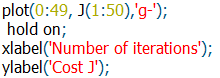 plot(0:49, J(1:50),'g-');
hold on;
xlabel('Number of iterations');
ylabel('Cost J');